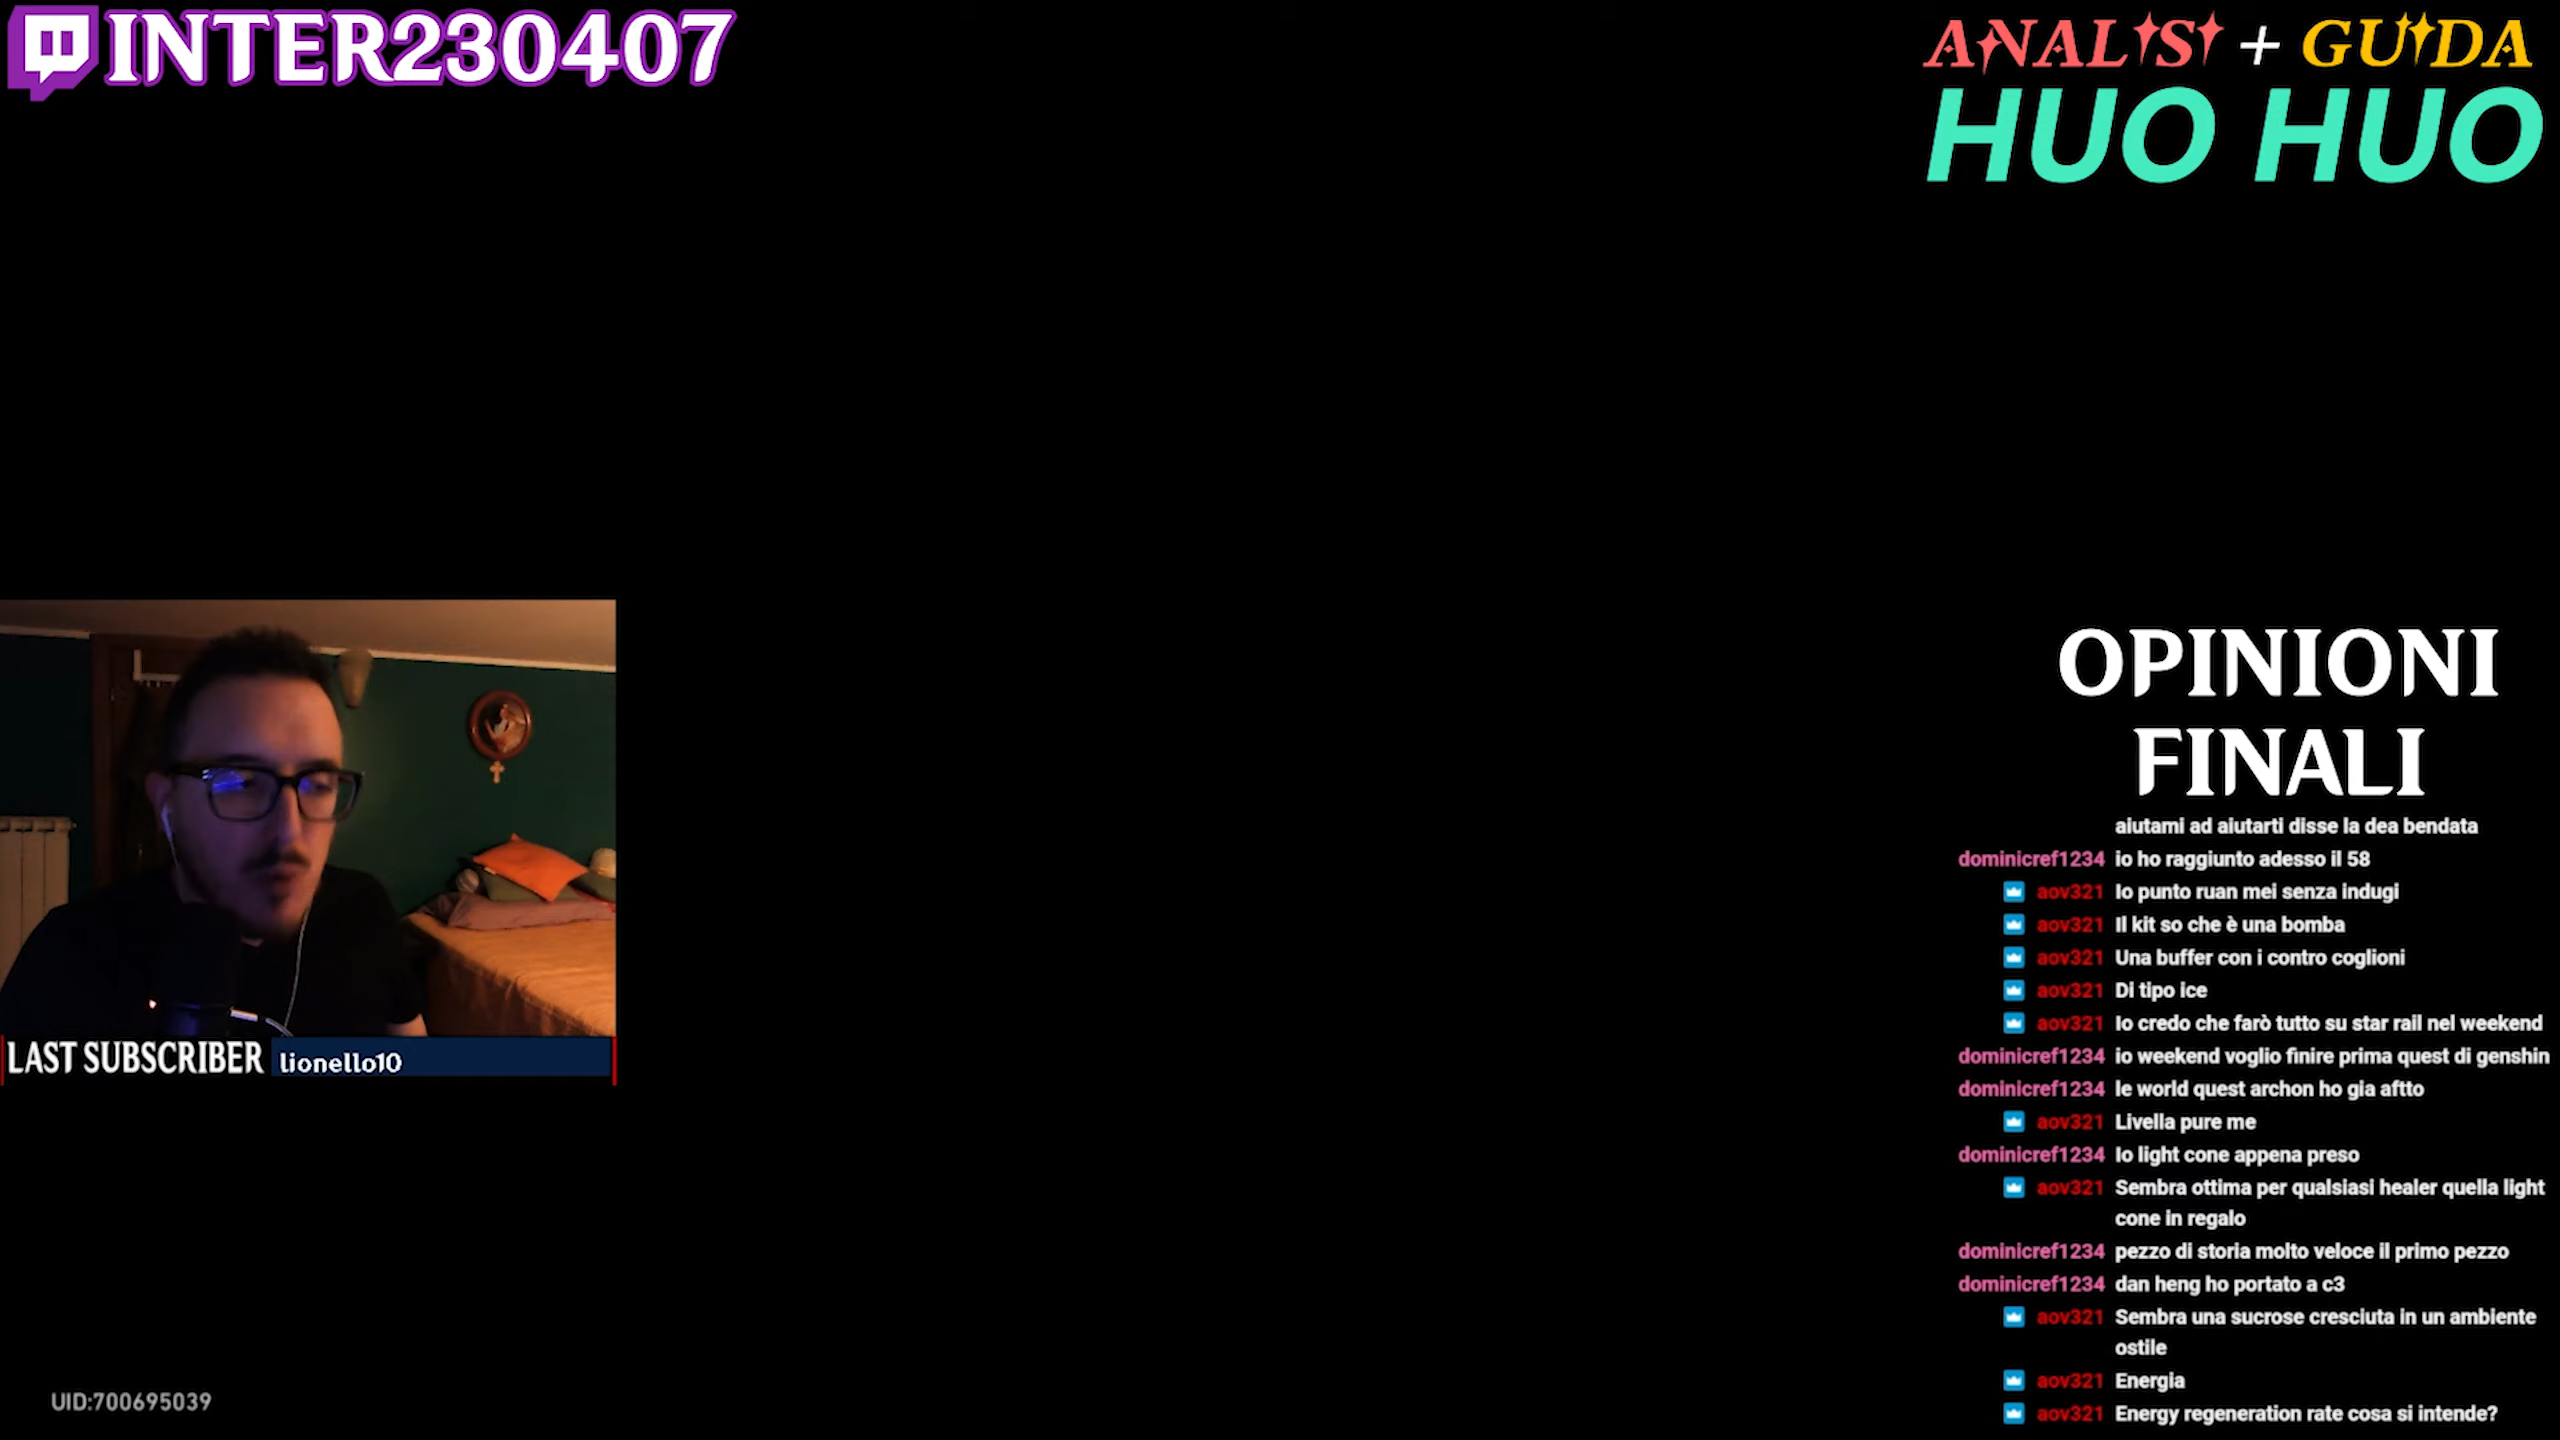 INTER230407
ANALISI + GUIDA
HUO HUO
OPINIONI
FINALI
aiutami ad aiutarti disse la dea bendata
dominicref1234 io ho raggiunto adesso il 58
aov321 Io punto ruan mei senza indugi
aov321 Il kit so che è una bomba
aov321 Una buffer con i contro coglioni
aov321 Di tipo ice
aov321 Io credo che farò tutto su star rail nel weekend
dominicref1234 io weekend voglio finire prima quest di genshin
dominicref1234 le world quest archon ho gia aftto
aov321 Livella pure me
dominicref1234 lo light cone appena preso
aov321 Sembra ottima per qualsiasi healer quella light
cone in regalo
dominicref1234 pezzo di storia molto veloce il primo pezzo
dominicref1234 dan heng ho portato a c3
aov321 Sembra una sucrose cresciuta in un ambiente
ostile
aov321 Energia
aov321 Energy regeneration rate cosa si intende?
LAST SUBSCRIBER lionello10
UID:700695039